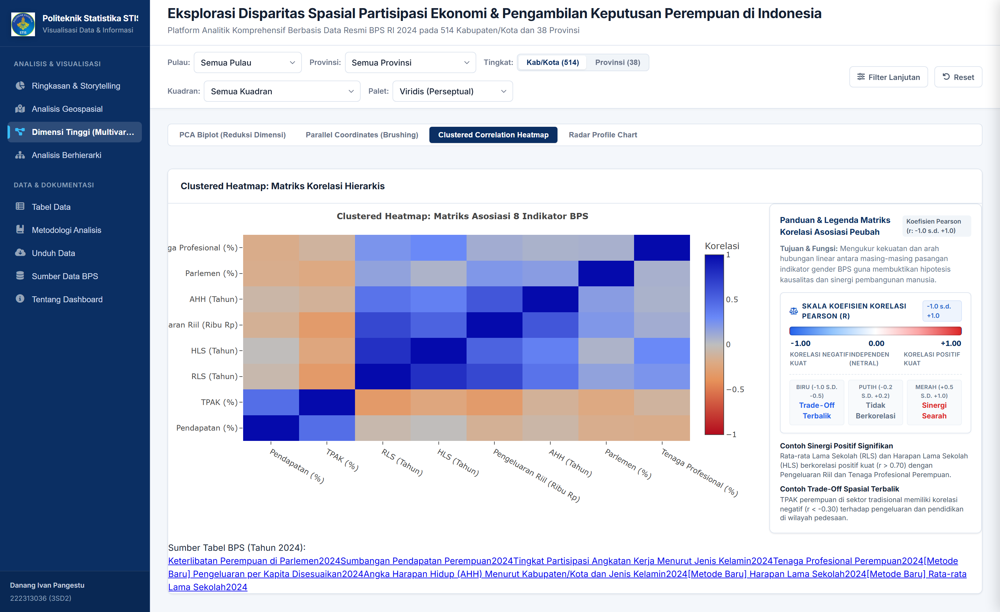 Politeknik Statistika STIS
Visualisasi Data & Informasi
ANALISIS & VISUALISASI
Ringkasan & Storytelling
Analisis Geospasial
Dimensi Tinggi (Multivar...
Analisis Berhierarki
DATA & DOKUMENTASI
Tabel Data
Metodologi Analisis
Unduh Data
Sumber Data BPS
Tentang Dashboard
Danang Ivan Pangestu
222313036 (3SD2)
Eksplorasi Disparitas Spasial Partisipasi Ekonomi & Pengambilan Keputusan Perempuan di Indonesia
Platform Analitik Komprehensif Berbasis Data Resmi BPS RI 2024 pada 514 Kabupaten/Kota dan 38 Provinsi
Pulau: Semua Pulau Provinsi: Semua Provinsi Tingkat: Kab/Kota (514) Provinsi (38)
Kuadran: Semua Kuadran Palet: Viridis (Perseptual)
Filter Lanjutan Reset
PCA Biplot (Reduksi Dimensi) Parallel Coordinates (Brushing) Clustered Correlation Heatmap Radar Profile Chart
Clustered Heatmap: Matriks Korelasi Hierarkis
Clustered Heatmap: Matriks Asosiasi 8 Indikator BPS
ga Profesional (%)
Parlemen (%)
AHH (Tahun)
aran Riil (Ribu Rp)
HLS (Tahun)
RLS (Tahun)
TPAK (%)
Pendapatan (%)
Pendapatan (%)
TPAK (%)
RLS (Tahun)
HLS (Tahun)
Pengeluaran Riil (Ribu Rp)
AHH (Tahun)
Parlemen (%)
Tenaga Profesional (%)
Korelasi
1
0.5
0
−0.5
−1
Panduan & Legenda Matriks
Korelasi Asosiasi Peubah
Koefisien Pearson
(r: -1.0 s.d. +1.0)
Tujuan & Fungsi: Mengukur kekuatan dan arah
hubungan linear antara masing-masing pasangan
indikator gender BPS guna membuktikan hipotesis
kausalitas dan sinergi pembangunan manusia.
SKALA KOEFISIEN KORELASI
PEARSON (R)
-1.0 s.d.
+1.0
-1.00 0.00 +1.00
KORELASI NEGATIF
KUAT
INDEPENDEN
(NETRAL)
KORELASI POSITIF
KUAT
BIRU (-1.0 S.D.
-0.5)
Trade-Off
Terbalik
PUTIH (-0.2
S.D. +0.2)
Tidak
Berkorelasi
MERAH (+0.5
S.D. +1.0)
Sinergi
Searah
Contoh Sinergi Positif Signifikan
Rata-rata Lama Sekolah (RLS) dan Harapan Lama Sekolah
(HLS) berkorelasi positif kuat (r > 0.70) dengan
Pengeluaran Riil dan Tenaga Profesional Perempuan.
Contoh Trade-Off Spasial Terbalik
TPAK perempuan di sektor tradisional memiliki korelasi
negatif (r < -0.30) terhadap pengeluaran dan pendidikan
di wilayah pedesaan.
Sumber Tabel BPS (Tahun 2024):
Keterlibatan Perempuan di Parlemen2024Sumbangan Pendapatan Perempuan2024Tingkat Partisipasi Angkatan Kerja Menurut Jenis Kelamin2024Tenaga Profesional Perempuan2024[Metode
Baru] Pengeluaran per Kapita Disesuaikan2024Angka Harapan Hidup (AHH) Menurut Kabupaten/Kota dan Jenis Kelamin2024[Metode Baru] Harapan Lama Sekolah2024[Metode Baru] Rata-rata
Lama Sekolah2024